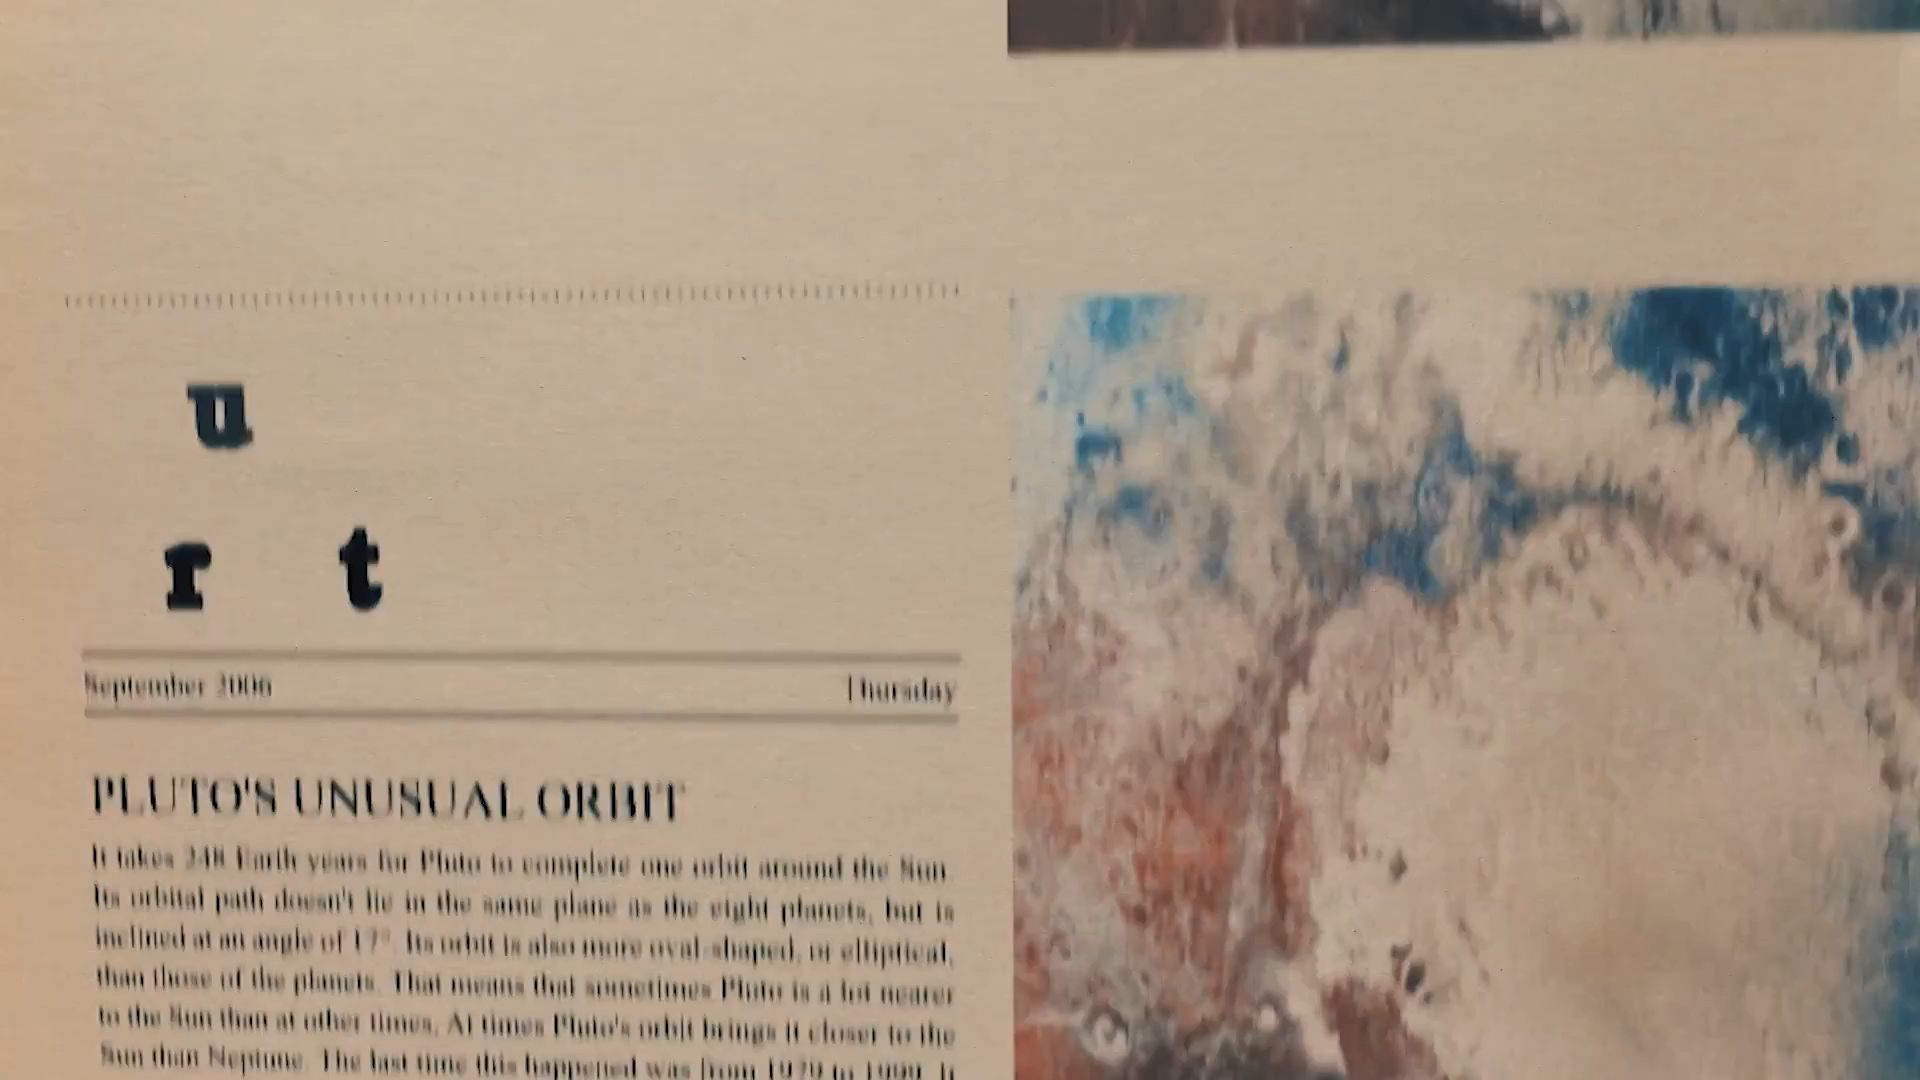 u
r t
September 2006 Thursday
PLUTO'S UNUSUAL ORBIT
It takes 248 Earth years for Pluto to complete one orbit around the Sun.
Its orbital path doesn't lie in the same plane as the eight planets, but is
inclined at an angle of 17°. Its orbit is also more oval-shaped, or elliptical,
than those of the planets. That means that sometimes Pluto is a lot nearer
to the Sun than at other times. At times Pluto's orbit brings it closer to the
Sun than Neptune. The last time this happened was from 1979 to 1999. It